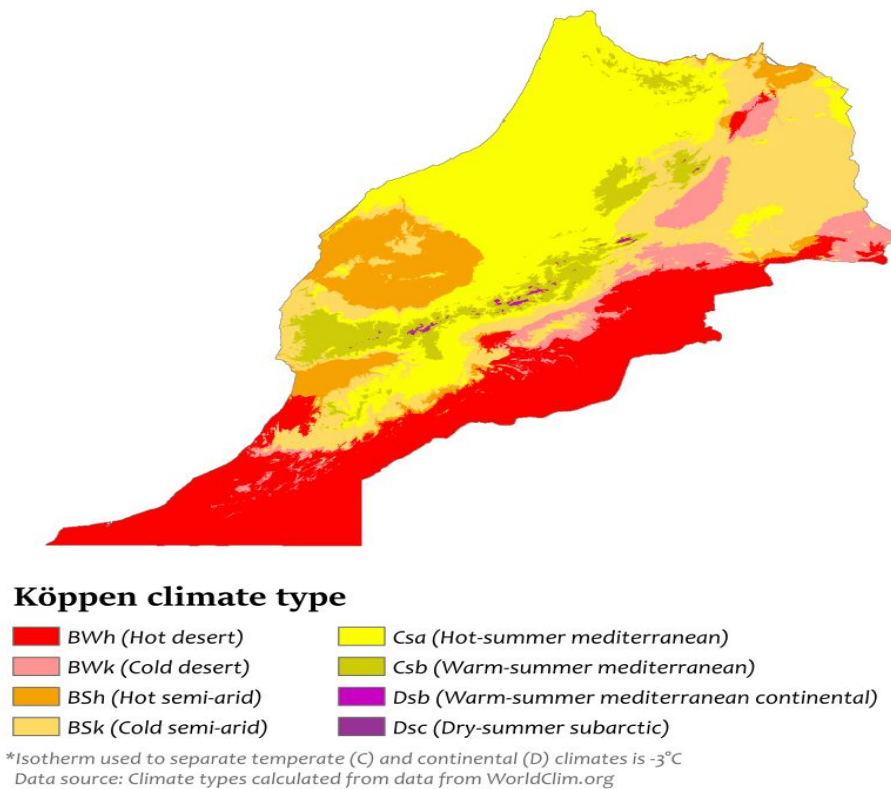 Köppen climate type
BWh (Hot desert)
BWk (Cold desert)
BSh (Hot semi-arid)
BSk (Cold semi-arid)
Csa (Hot-summer mediterranean)
Csb (Warm-summer mediterranean)
Dsb (Warm-summer mediterranean continental)
Dsc (Dry-summer subarctic)
*Isotherm used to separate temperate (C) and continental (D) climates is -3°C
Data source: Climate types calculated from data from WorldClim.org